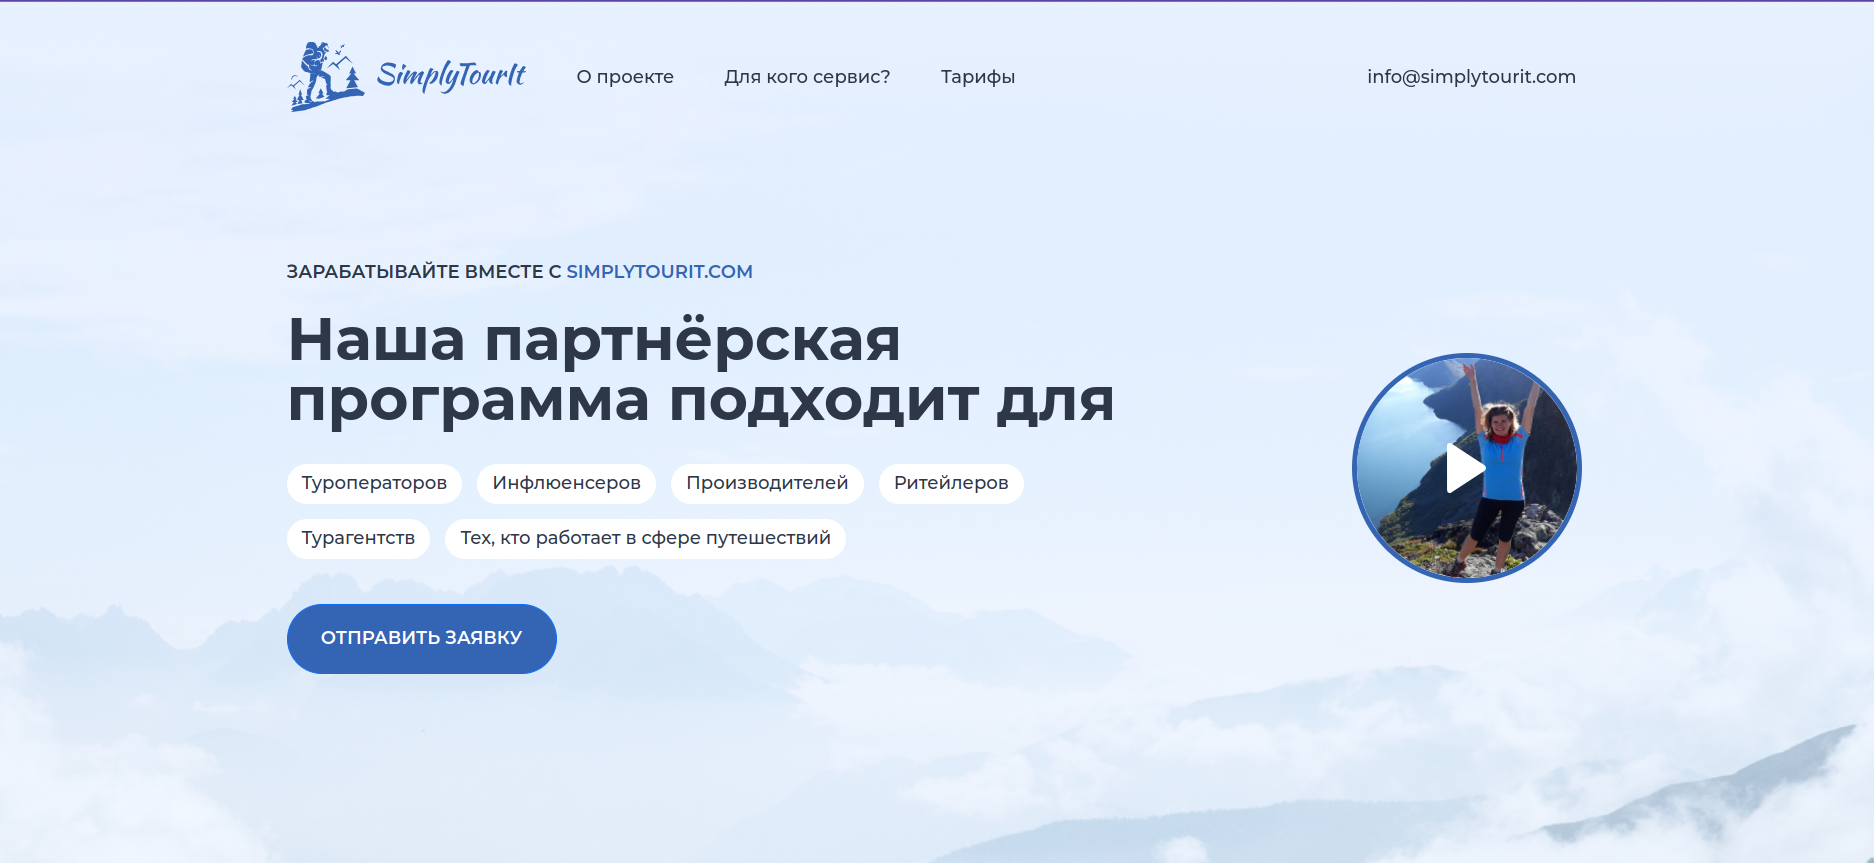 SimplyTourIt
О проекте
Для кого сервис?
Тарифы
info@simplytourit.com
ЗАРАБАТЫВАЙТЕ ВМЕСТЕ С SIMPLYTOURIT.COM
Наша партнёрская
программа подходит для
Туроператоров
Инфлюенсеров
Производителей
Ритейлеров
Турагентств
Тех, кто работает в сфере путешествий
ОТПРАВИТЬ ЗАЯВКУ